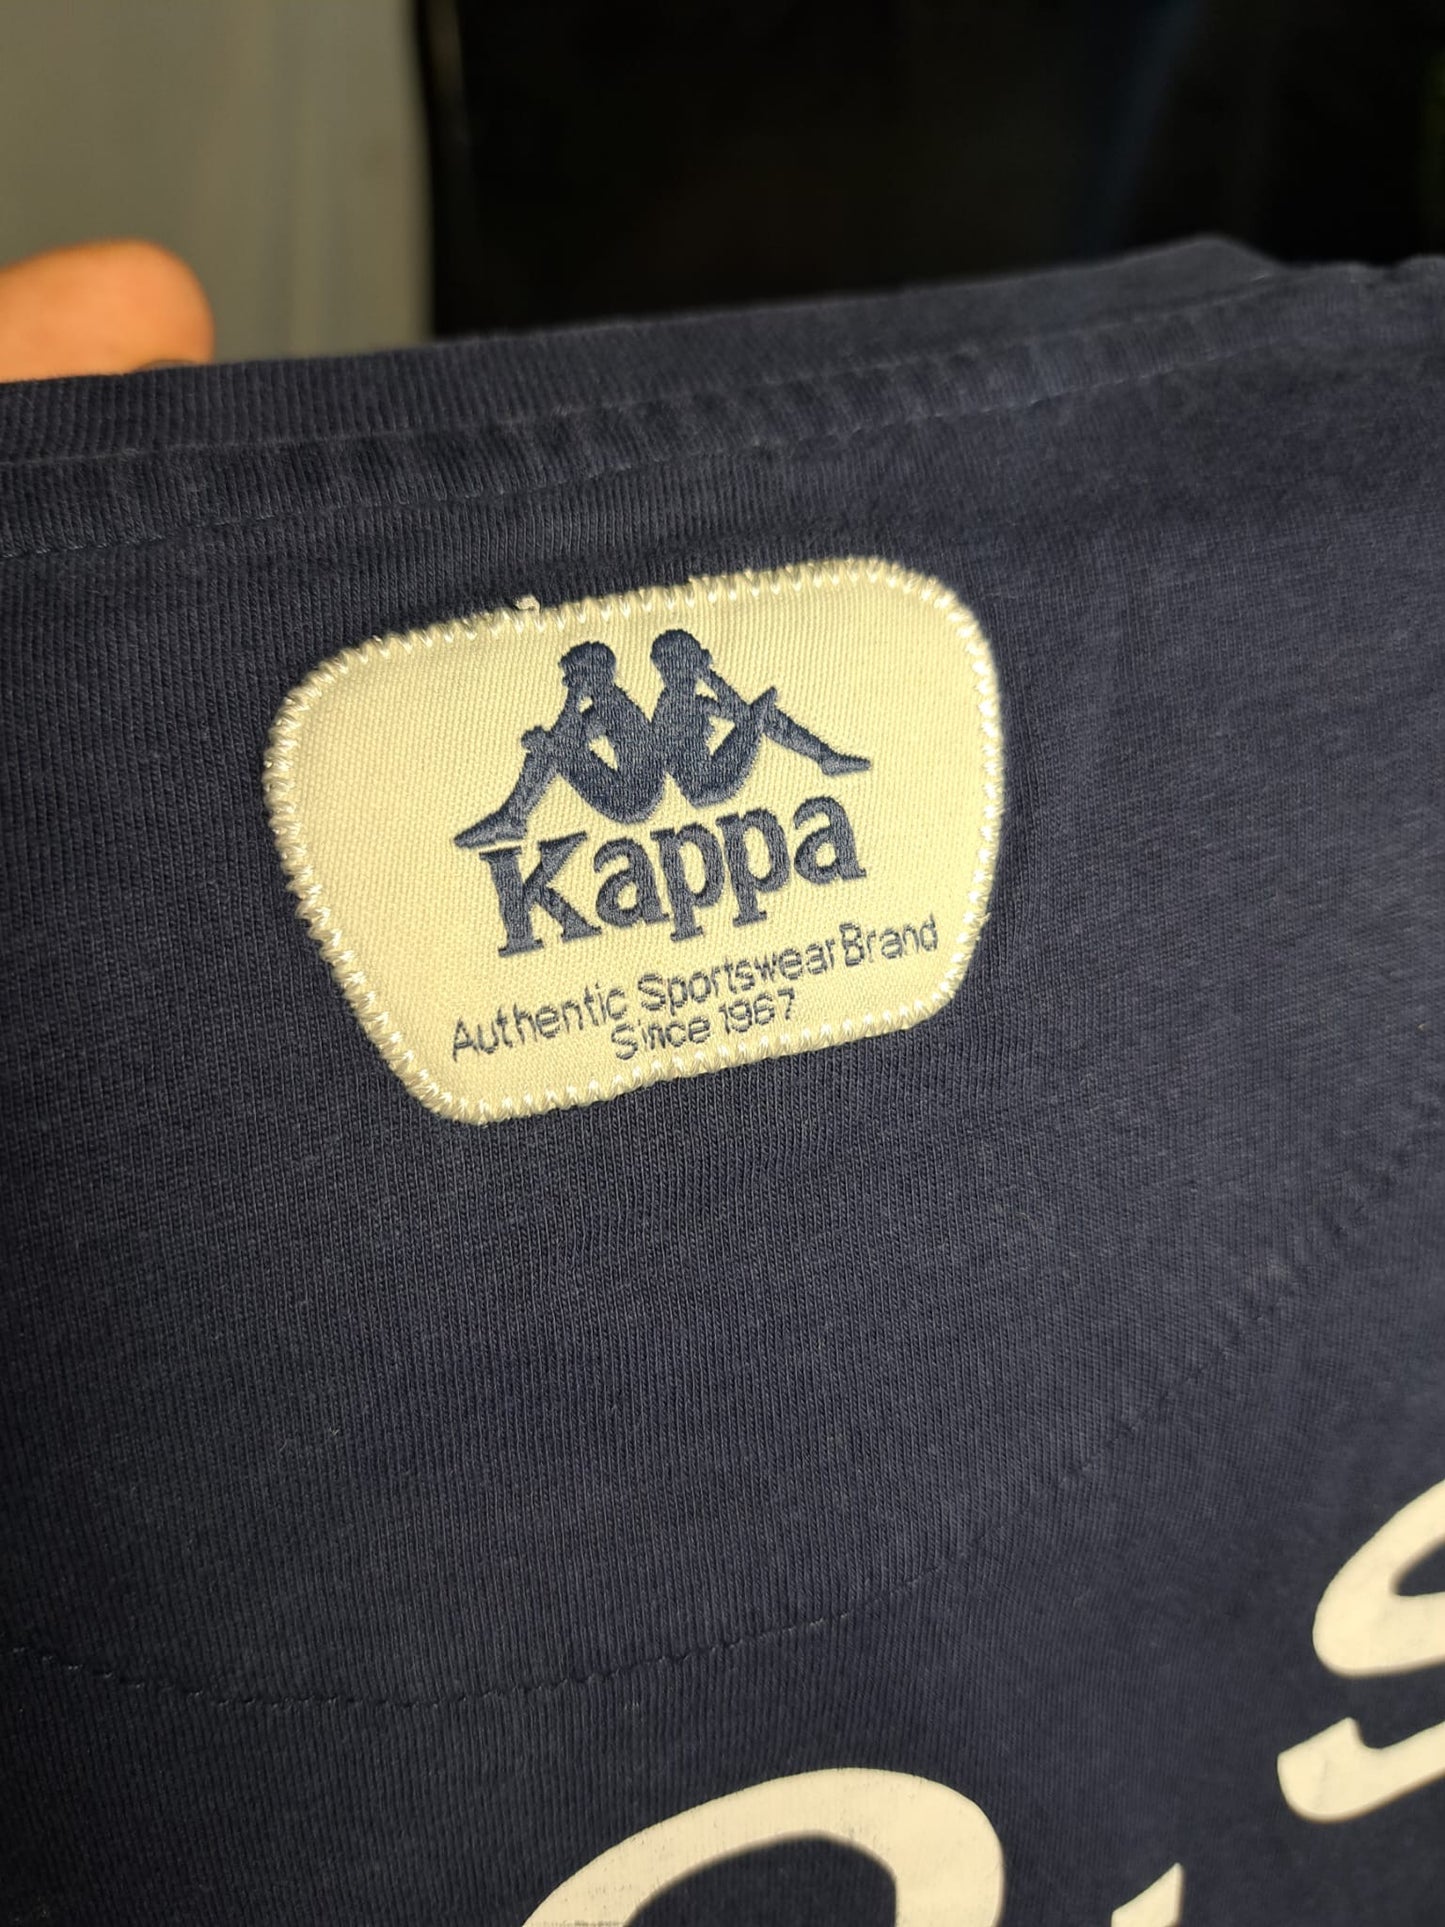 Kappa
Authentic Sportswear Brand
Since 1967